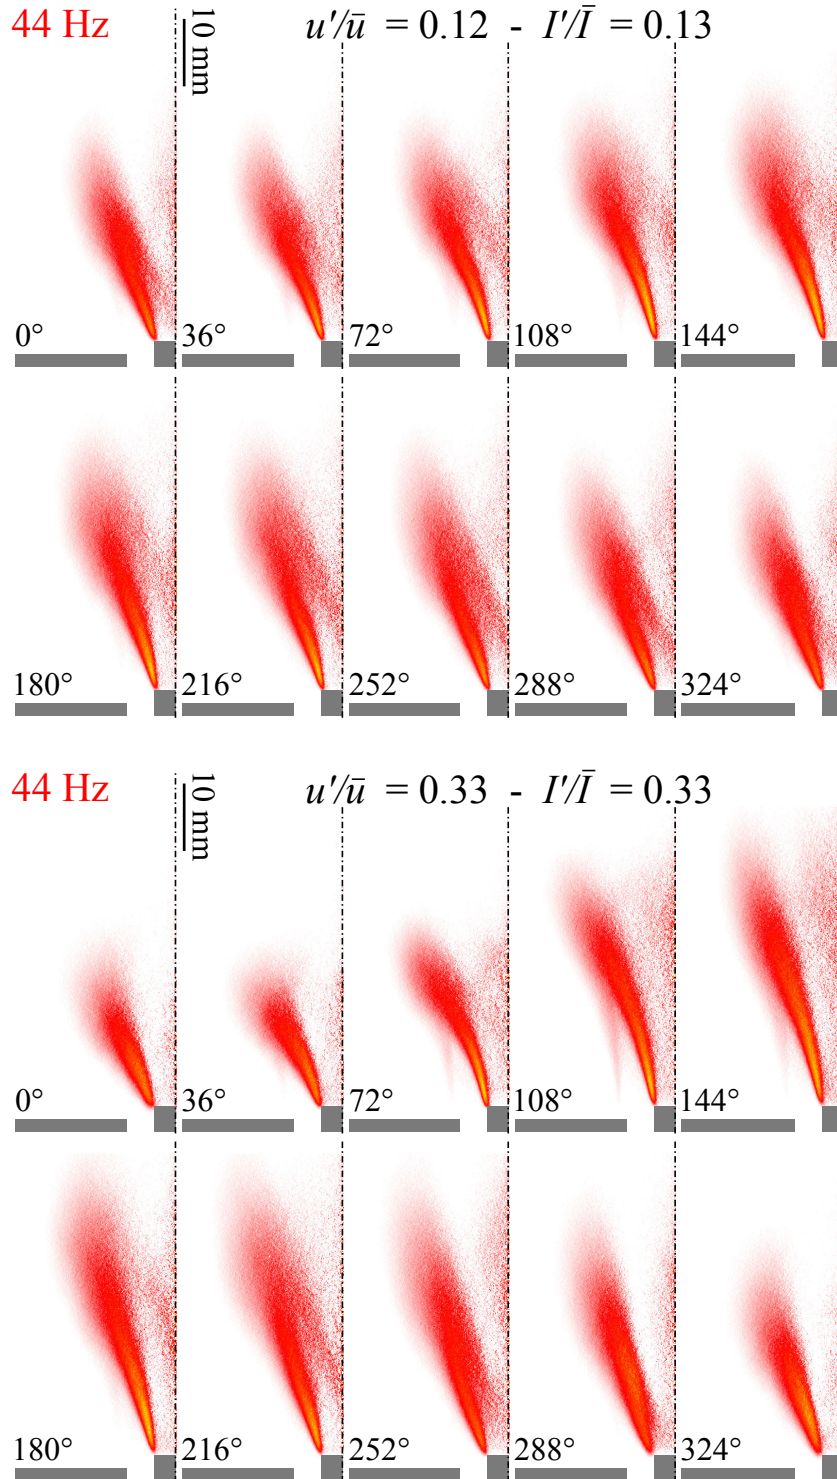 44 Hz
10 mm
u'/ū = 0.12 - I'/Ī = 0.13
0° 36° 72° 108° 144°
180° 216° 252° 288° 324°
44 Hz
10 mm
u'/ū = 0.33 - I'/Ī = 0.33
0° 36° 72° 108° 144°
180° 216° 252° 288° 324°